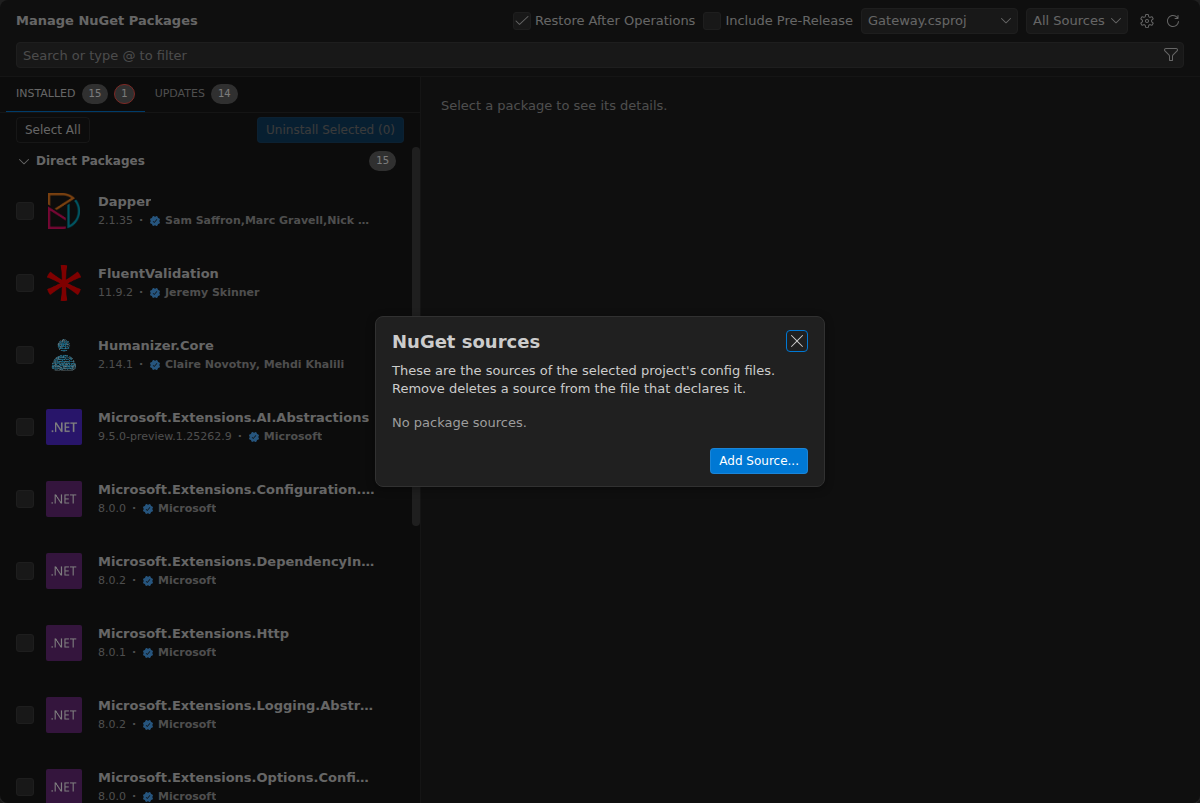 Manage NuGet Packages
Restore After Operations
Include Pre-Release
Gateway.csproj
All Sources
Search or type @ to filter
INSTALLED 15 1 UPDATES 14
Select a package to see its details.
Select All
Uninstall Selected (0)
Direct Packages 15
Dapper
2.1.35 · Sam Saffron,Marc Gravell,Nick ...
FluentValidation
11.9.2 · Jeremy Skinner
Humanizer.Core
2.14.1 · Claire Novotny, Mehdi Khalili
.NET
Microsoft.Extensions.AI.Abstractions
9.5.0-preview.1.25262.9 · Microsoft
.NET
Microsoft.Extensions.Configuration....
8.0.0 · Microsoft
.NET
Microsoft.Extensions.DependencyIn...
8.0.2 · Microsoft
.NET
Microsoft.Extensions.Http
8.0.1 · Microsoft
.NET
Microsoft.Extensions.Logging.Abstr...
8.0.2 · Microsoft
.NET
Microsoft.Extensions.Options.Confi...
8.0.0 · Microsoft
NuGet sources
These are the sources of the selected project's config files.
Remove deletes a source from the file that declares it.
No package sources.
Add Source...